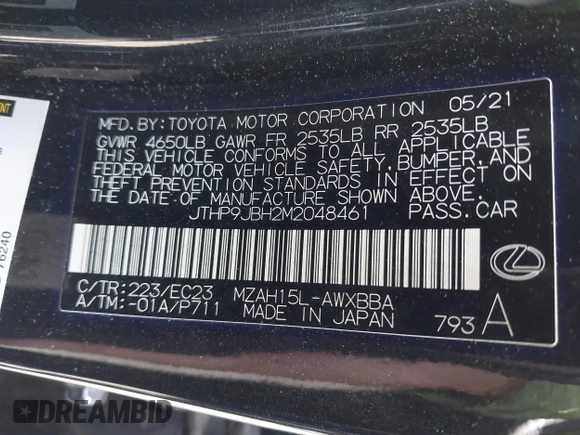 MFD. BY: TOYOTA MOTOR CORPORATION 05/21
GVWR 4650LB GAWR FR 2535LB RR 2535LB
THIS VEHICLE CONFORMS TO ALL APPLICABLE
FEDERAL MOTOR VEHICLE SAFETY, BUMPER, AND
THEFT PREVENTION STANDARDS IN EFFECT ON
THE DATE OF MANUFACTURE SHOWN ABOVE.
JTHP9JBH2M2048461 PASS. CAR
C/TR: 223/EC23 MZAH15L-AWXBBA
A/TM: -01A/P711 MADE IN JAPAN 793 A
76240
DREAMBID